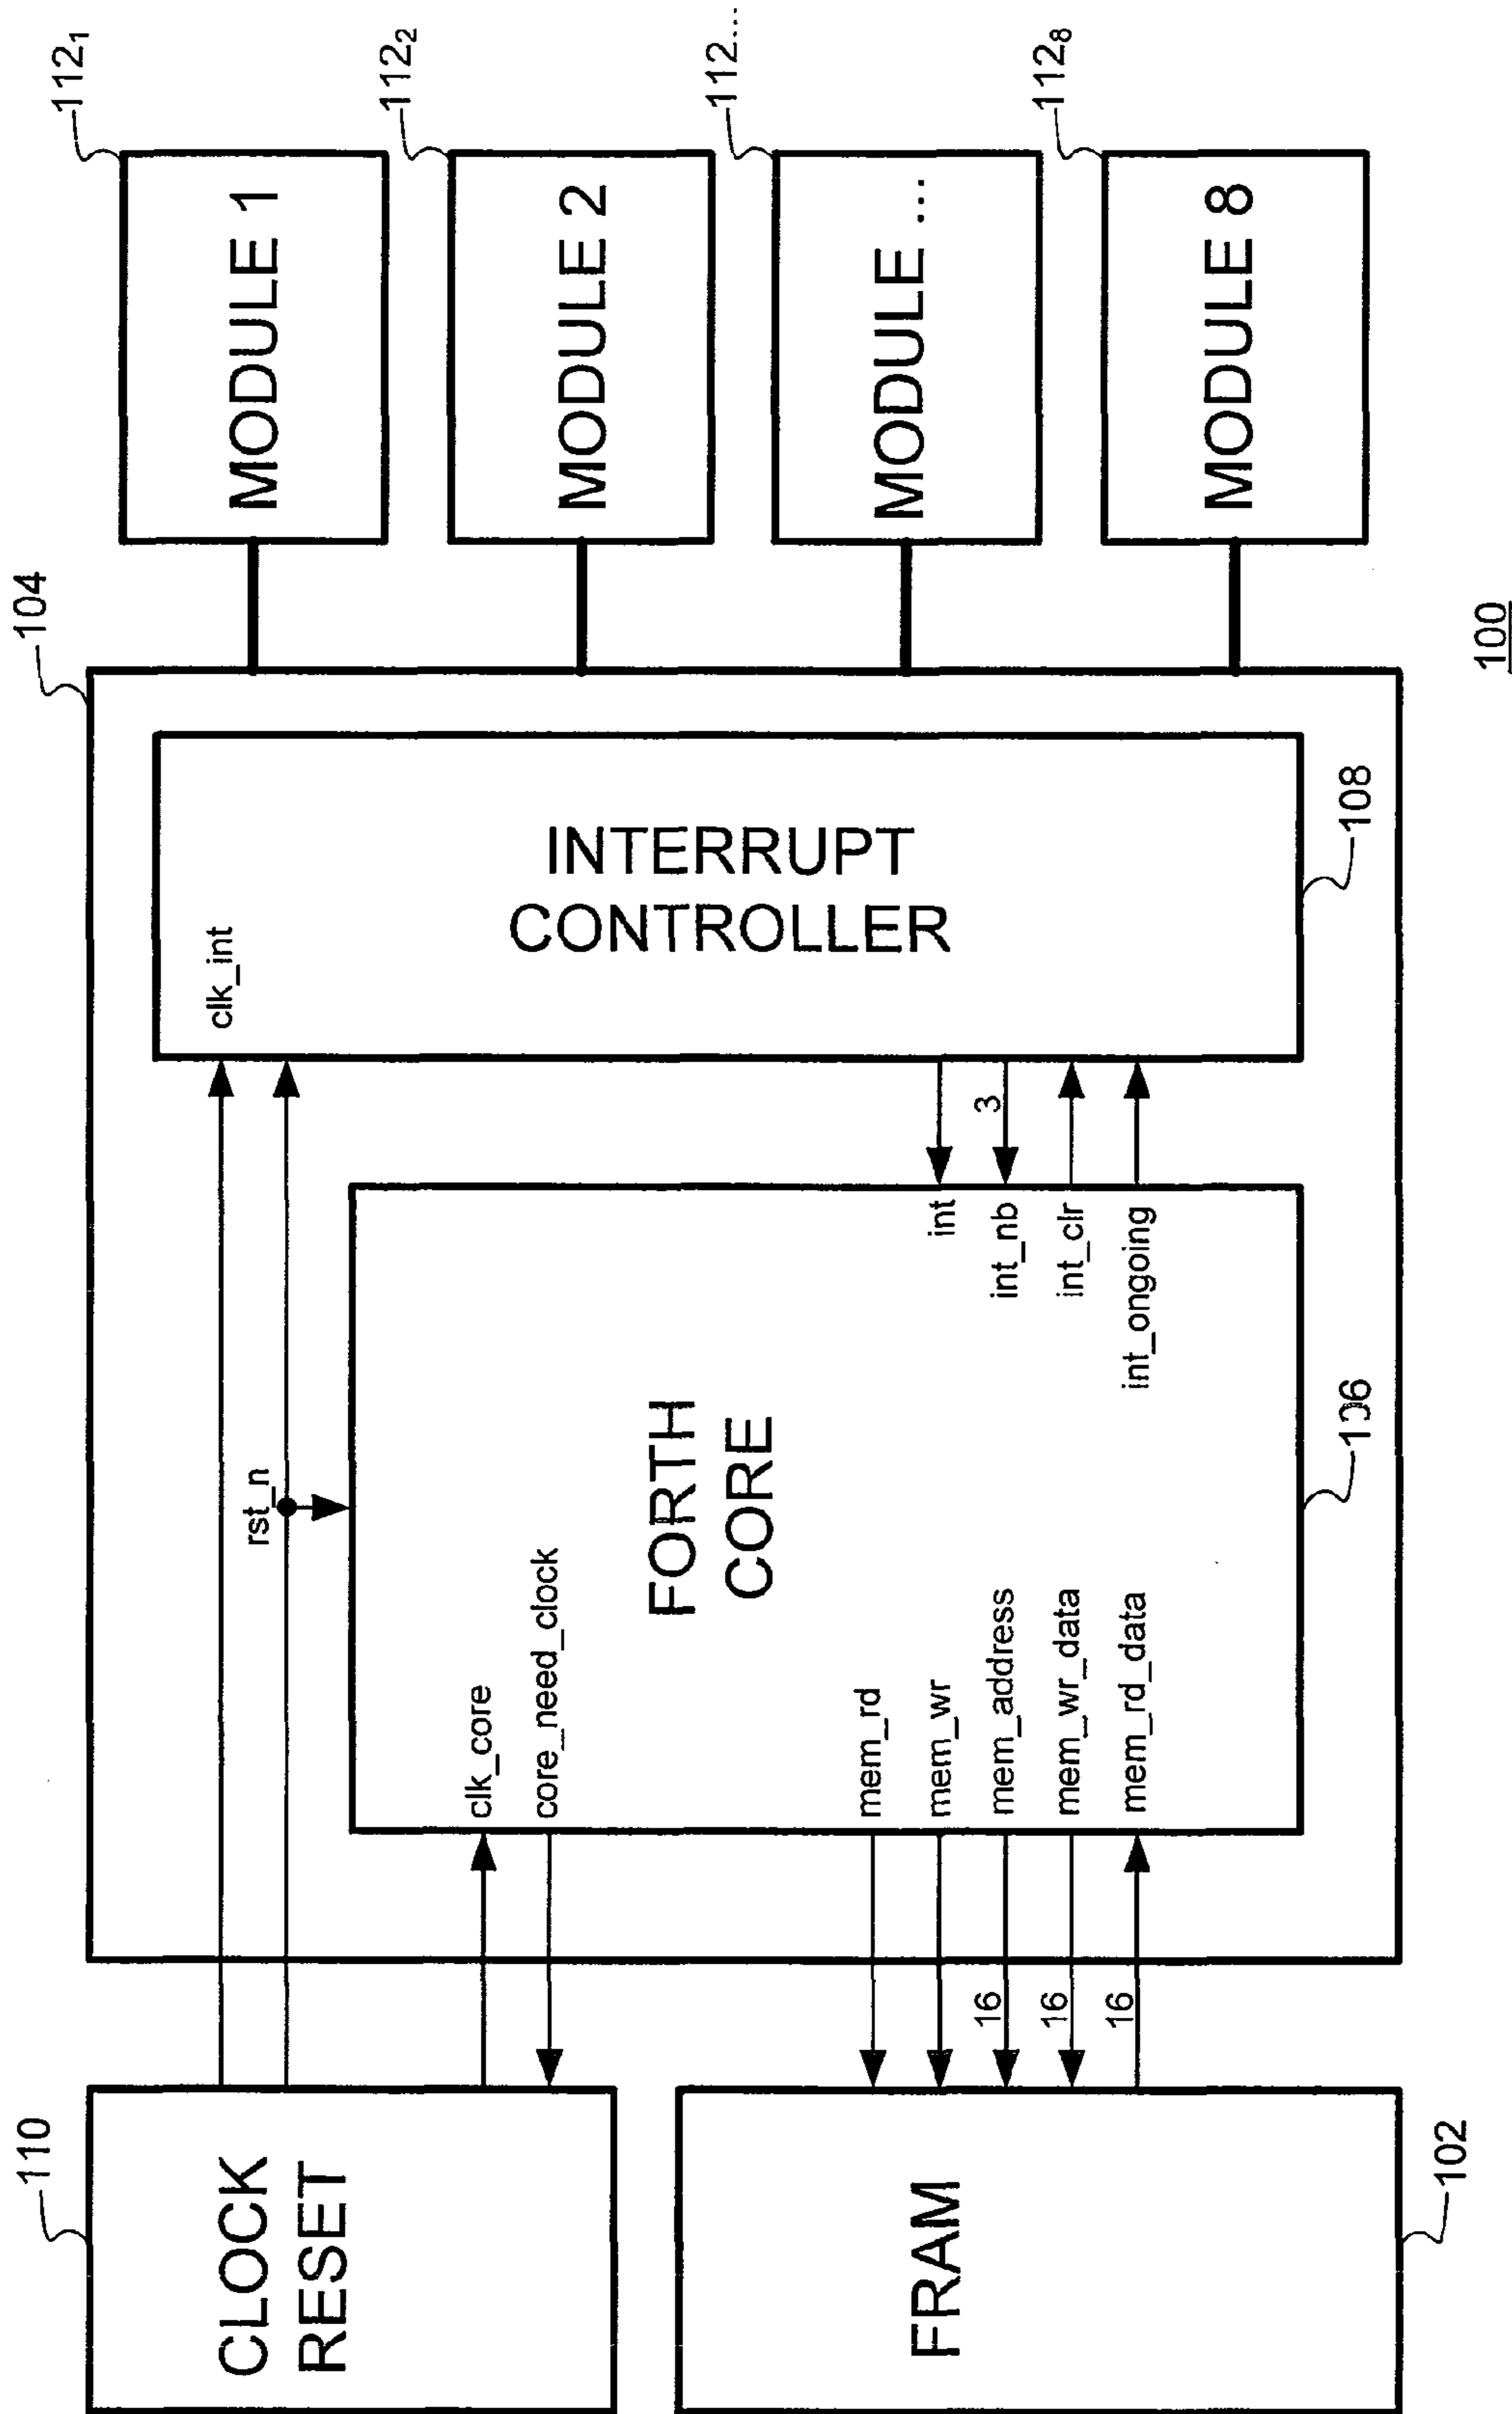 110
CLOCK
RESET
FRAM
102
104
rst_n
clk_int
clk_core
core_need_clock
FORTH
CORE
mem_rd
mem_wr
mem_address
mem_wr_data
mem_rd_data
16
16
16
int
int_nb
int_clr
int_ongoing
3
106
INTERRUPT
CONTROLLER
108
MODULE 1
112₁
MODULE 2
112₂
MODULE ...
112...
MODULE 8
112₈
100